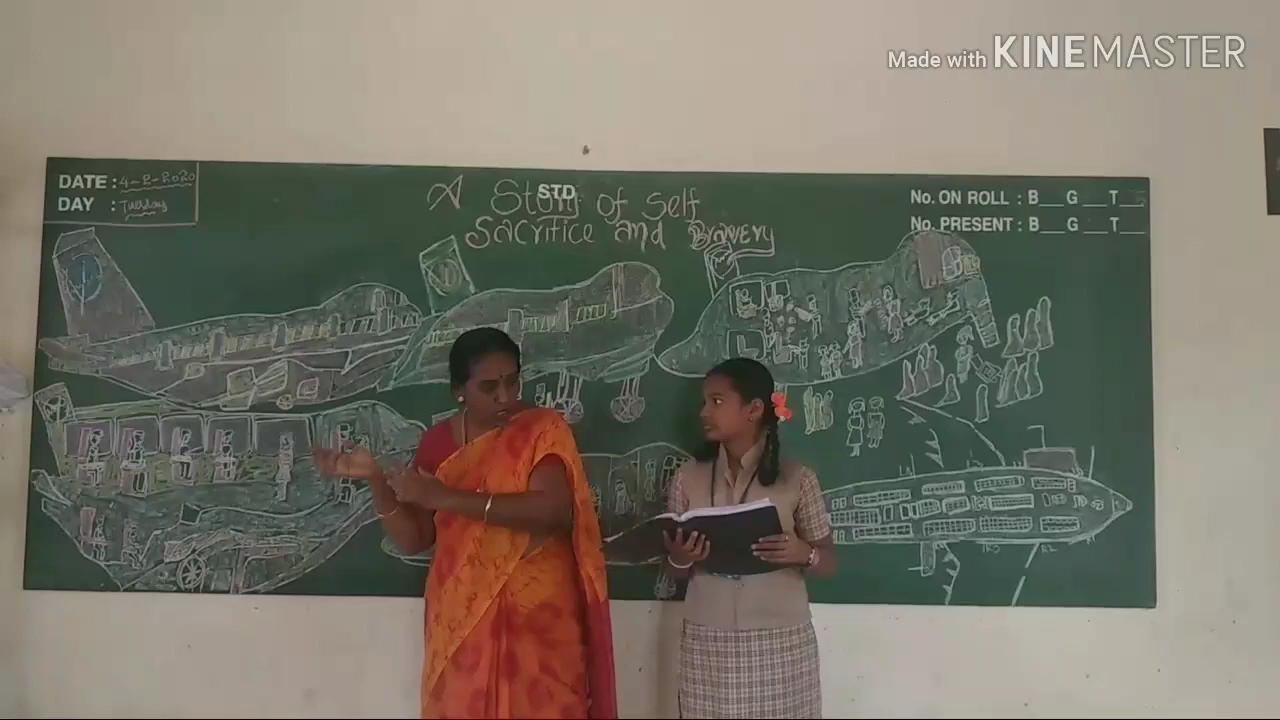 Made with KINEMASTER
DATE : 4-2-2020
DAY : Tuesday
STD
A Story of Self
Sacrifice and Bravery
No. ON ROLL : B__ G__ T__
No. PRESENT : B__ G__ T__